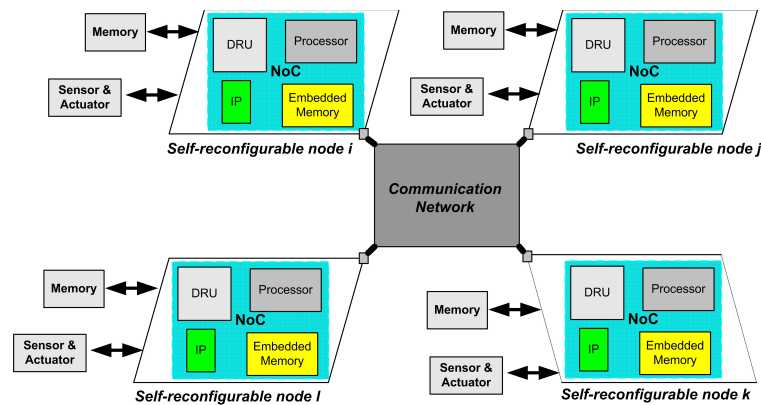 Memory
DRU
Processor
NoC
Sensor &
Actuator
IP
Embedded
Memory
Self-reconfigurable node i
Memory
DRU
Processor
NoC
Sensor &
Actuator
IP
Embedded
Memory
Self-reconfigurable node j
Communication
Network
Memory
DRU
Processor
NoC
Sensor &
Actuator
IP
Embedded
Memory
Self-reconfigurable node l
Memory
DRU
Processor
NoC
Sensor &
Actuator
IP
Embedded
Memory
Self-reconfigurable node k